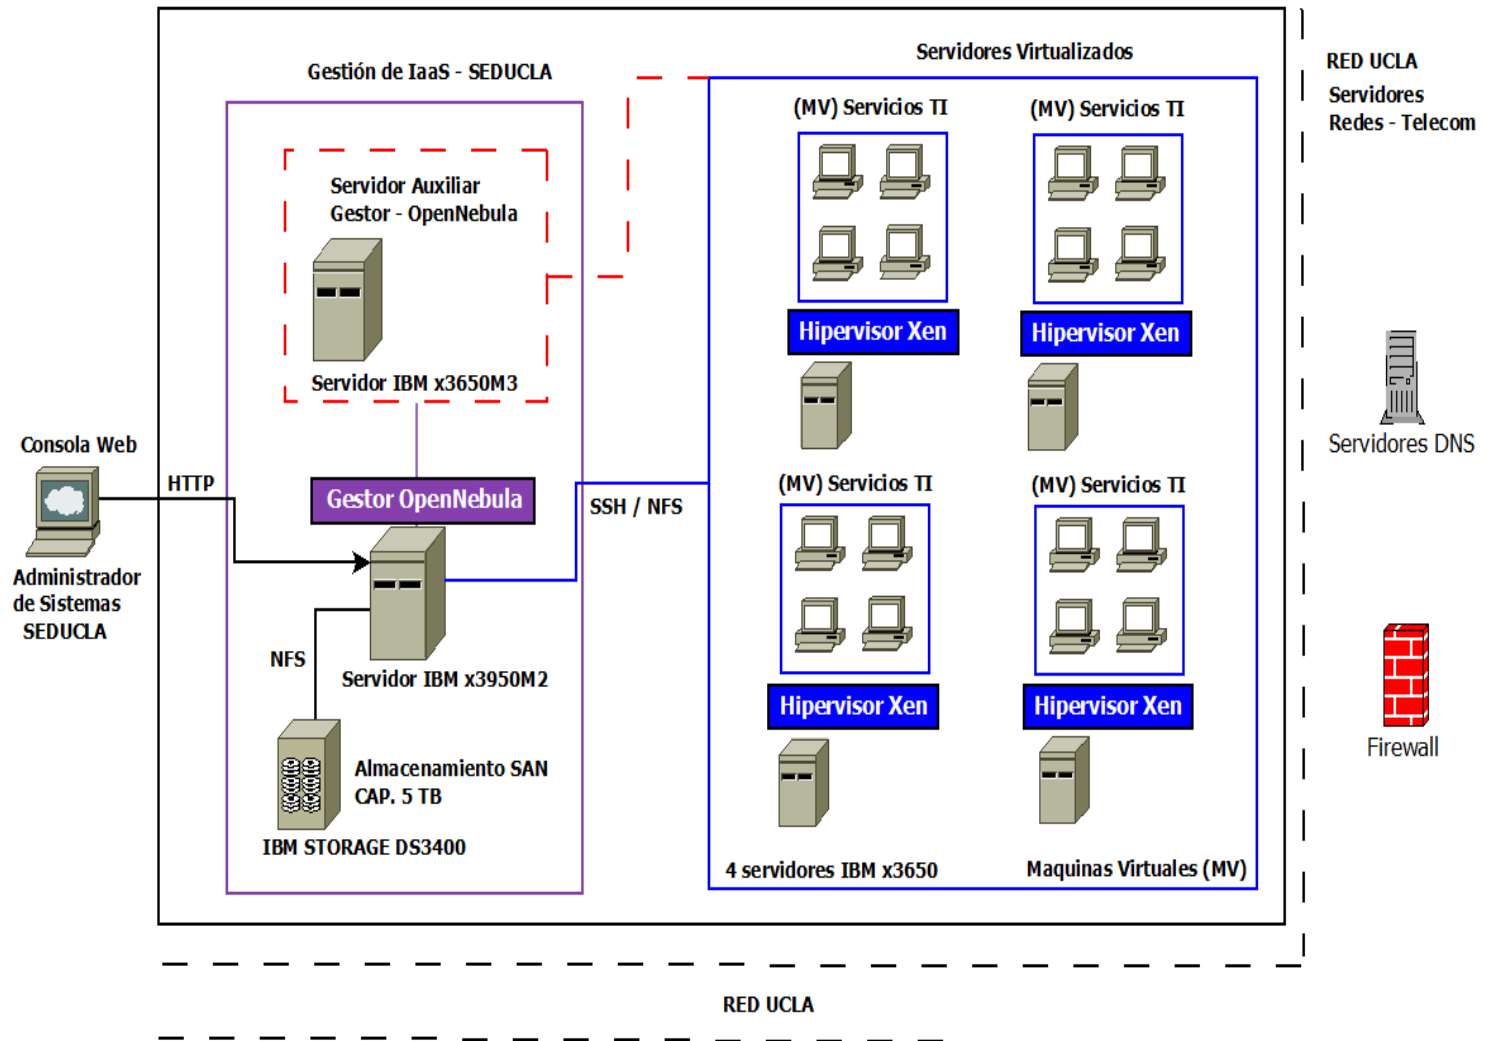 Servidores Virtualizados
Gestión de IaaS - SEDUCLA
RED UCLA
Servidores
Redes - Telecom
(MV) Servicios TI
(MV) Servicios TI
Servidor Auxiliar
Gestor - OpenNebula
Hipervisor Xen
Hipervisor Xen
Servidor IBM x3650M3
Consola Web
HTTP
Gestor OpenNebula
SSH / NFS
(MV) Servicios TI
(MV) Servicios TI
Servidores DNS
Administrador
de Sistemas
SEDUCLA
NFS
Servidor IBM x3950M2
Hipervisor Xen
Hipervisor Xen
Firewall
Almacenamiento SAN
CAP. 5 TB
IBM STORAGE DS3400
4 servidores IBM x3650
Maquinas Virtuales (MV)
RED UCLA